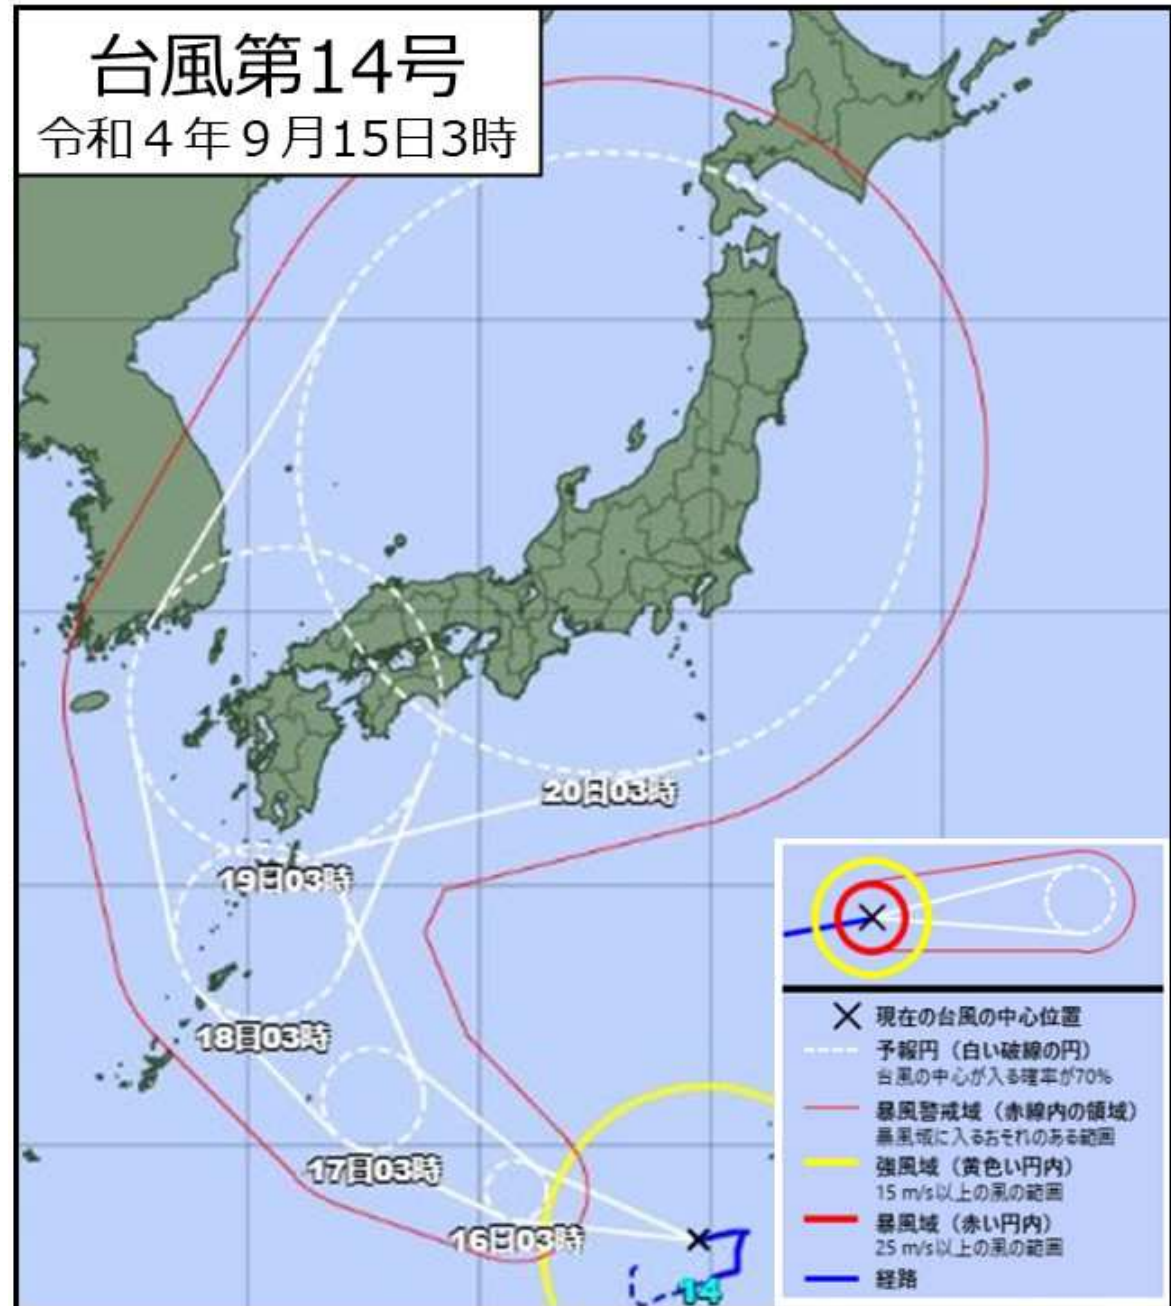 台風第14号
令和４年９月15日3時
20日03時
19日03時
18日03時
17日03時
16日03時
14
現在の台風の中心位置
予報円（白い破線の円）
台風の中心が入る確率が70%
暴風警戒域（赤線内の領域）
暴風域に入るおそれのある範囲
強風域（黄色い円内）
15 m/s以上の風の範囲
暴風域（赤い円内）
25 m/s以上の風の範囲
経路